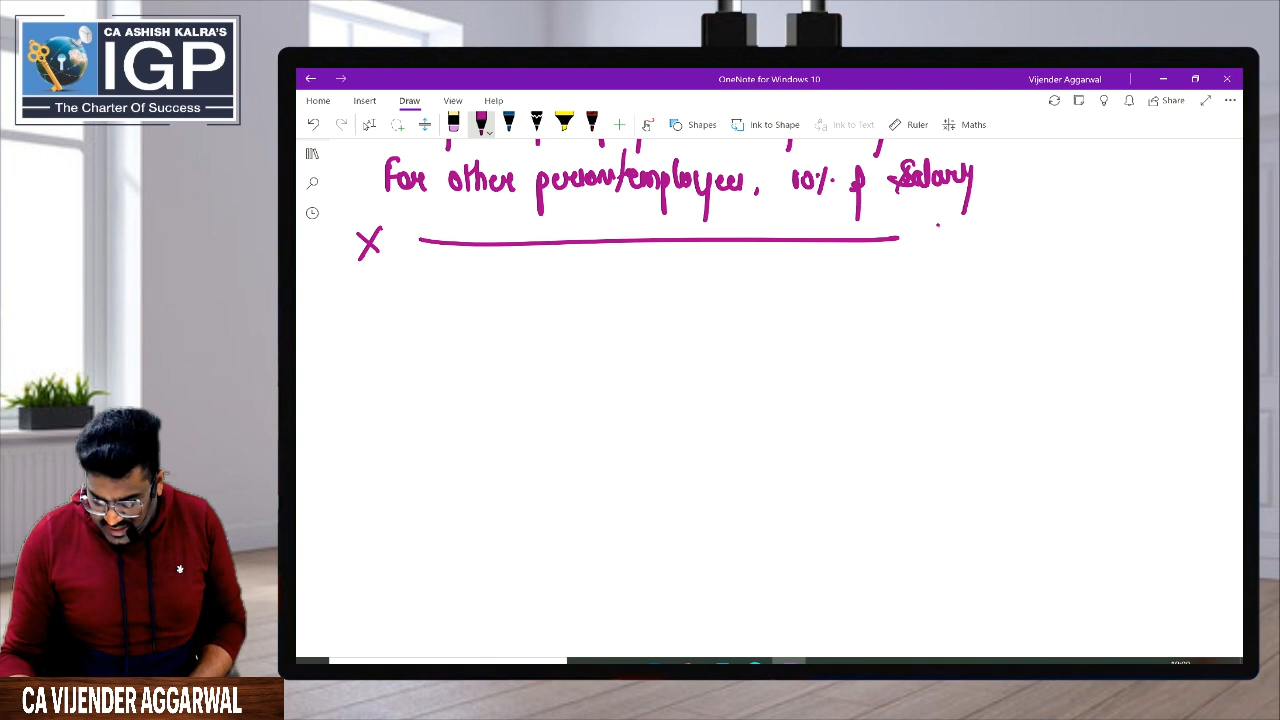 CA ASHISH KALRA'S
IGP
The Charter Of Success
OneNote for Windows 10
Vijender Aggarwal
Home Insert Draw View Help
Share
Shapes Ink to Shape Ink to Text Ruler Maths
For other person/employees, 10% of Salary
X
CA VIJENDER AGGARWAL